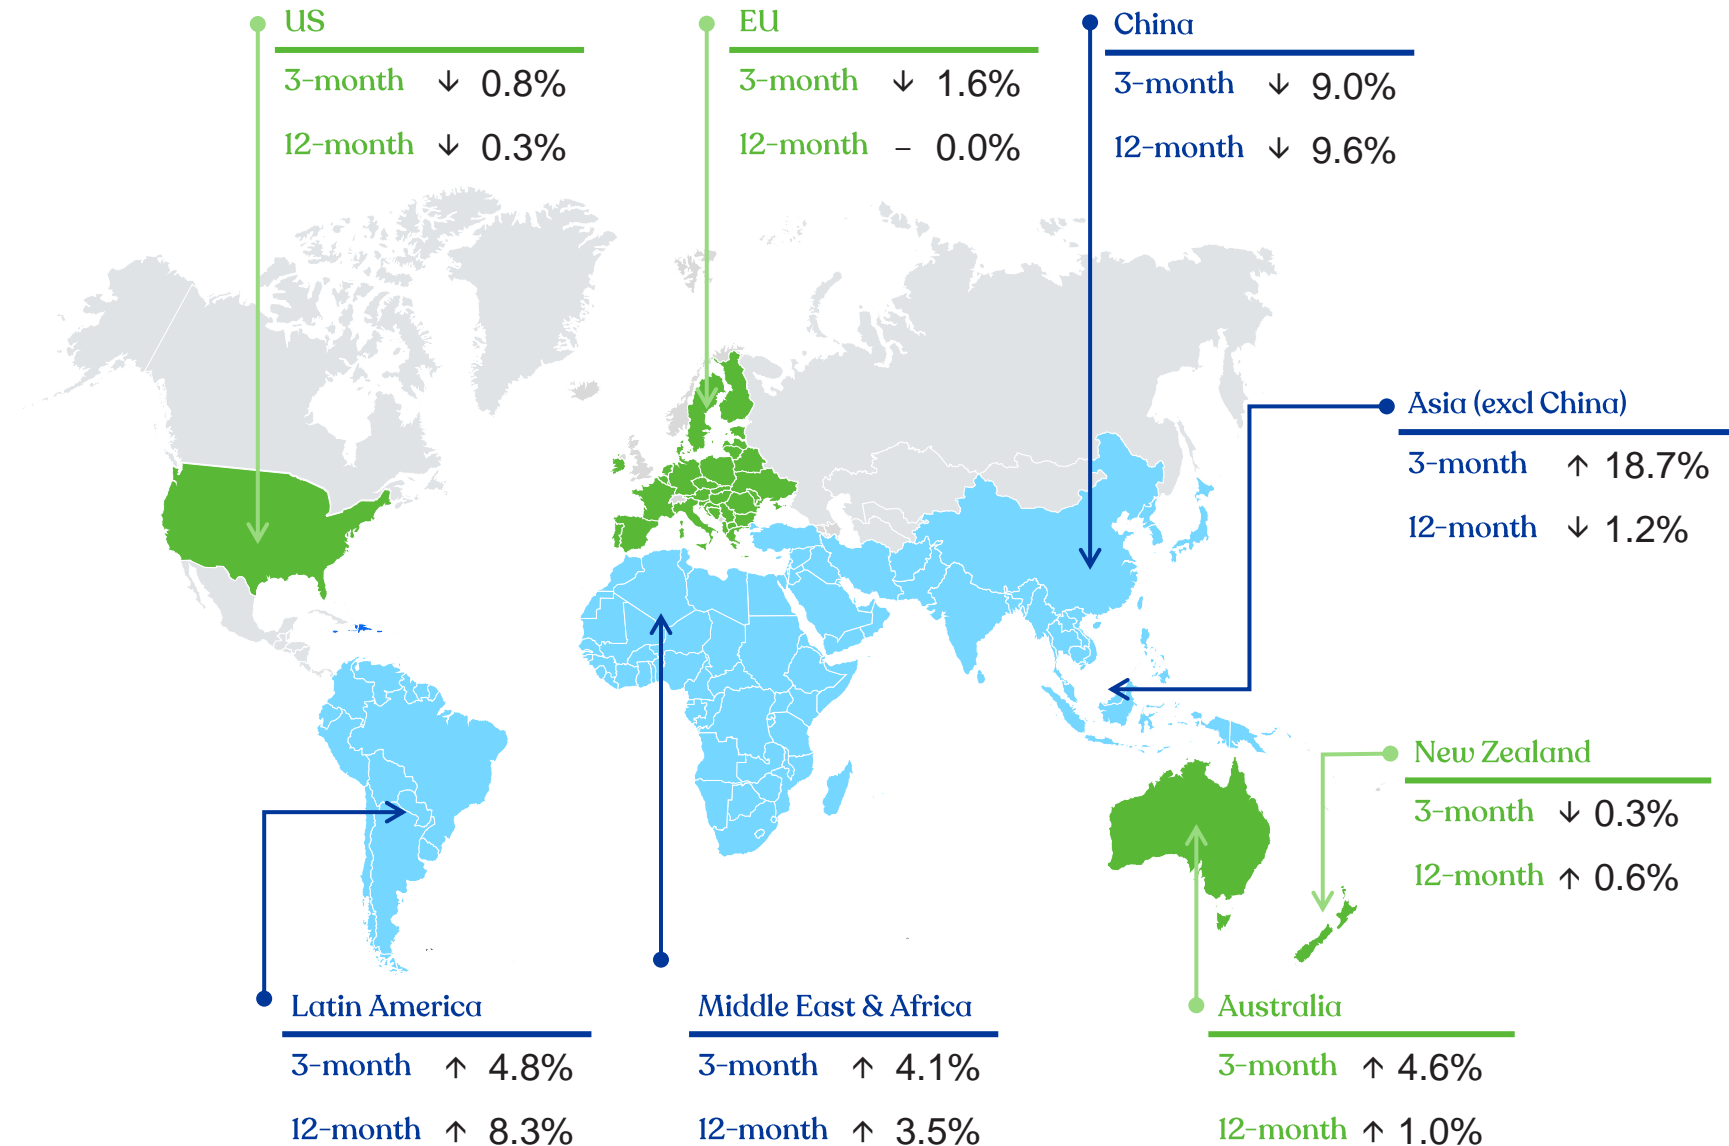 US
3-month ↓ 0.8%
12-month ↓ 0.3%
EU
3-month ↓ 1.6%
12-month – 0.0%
China
3-month ↓ 9.0%
12-month ↓ 9.6%
Asia (excl China)
3-month ↑ 18.7%
12-month ↓ 1.2%
New Zealand
3-month ↓ 0.3%
12-month ↑ 0.6%
Latin America
3-month ↑ 4.8%
12-month ↑ 8.3%
Middle East & Africa
3-month ↑ 4.1%
12-month ↑ 3.5%
Australia
3-month ↑ 4.6%
12-month ↑ 1.0%